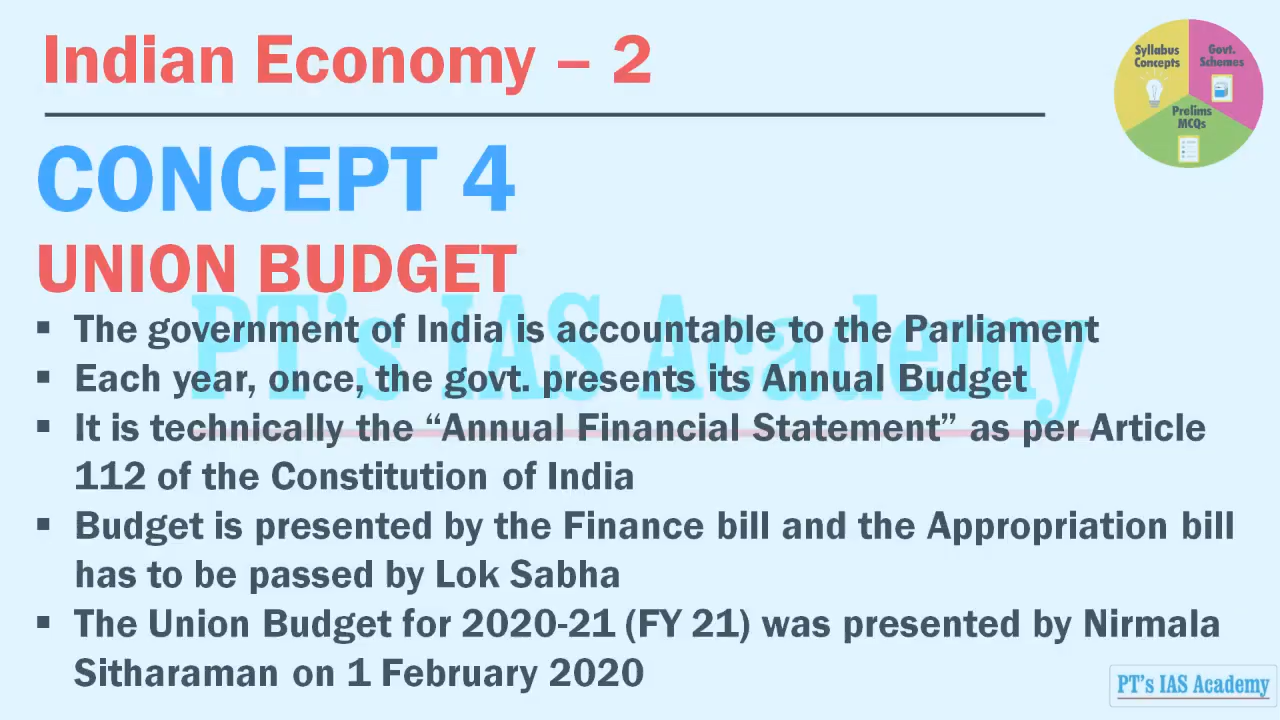 Indian Economy – 2
Syllabus
Concepts
Govt.
Schemes
Prelims
MCQs
CONCEPT 4
UNION BUDGET
PT's IAS Academy
▪ The government of India is accountable to the Parliament
▪ Each year, once, the govt. presents its Annual Budget
▪ It is technically the “Annual Financial Statement” as per Article
112 of the Constitution of India
▪ Budget is presented by the Finance bill and the Appropriation bill
has to be passed by Lok Sabha
▪ The Union Budget for 2020-21 (FY 21) was presented by Nirmala
Sitharaman on 1 February 2020
PT's IAS Academy